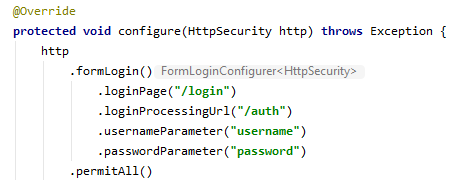 @Override
protected void configure(HttpSecurity http) throws Exception {
http
.formLogin() FormLoginConfigurer<HttpSecurity>
.loginPage("/login")
.loginProcessingUrl("/auth")
.usernameParameter("username")
.passwordParameter("password")
.permitAll()